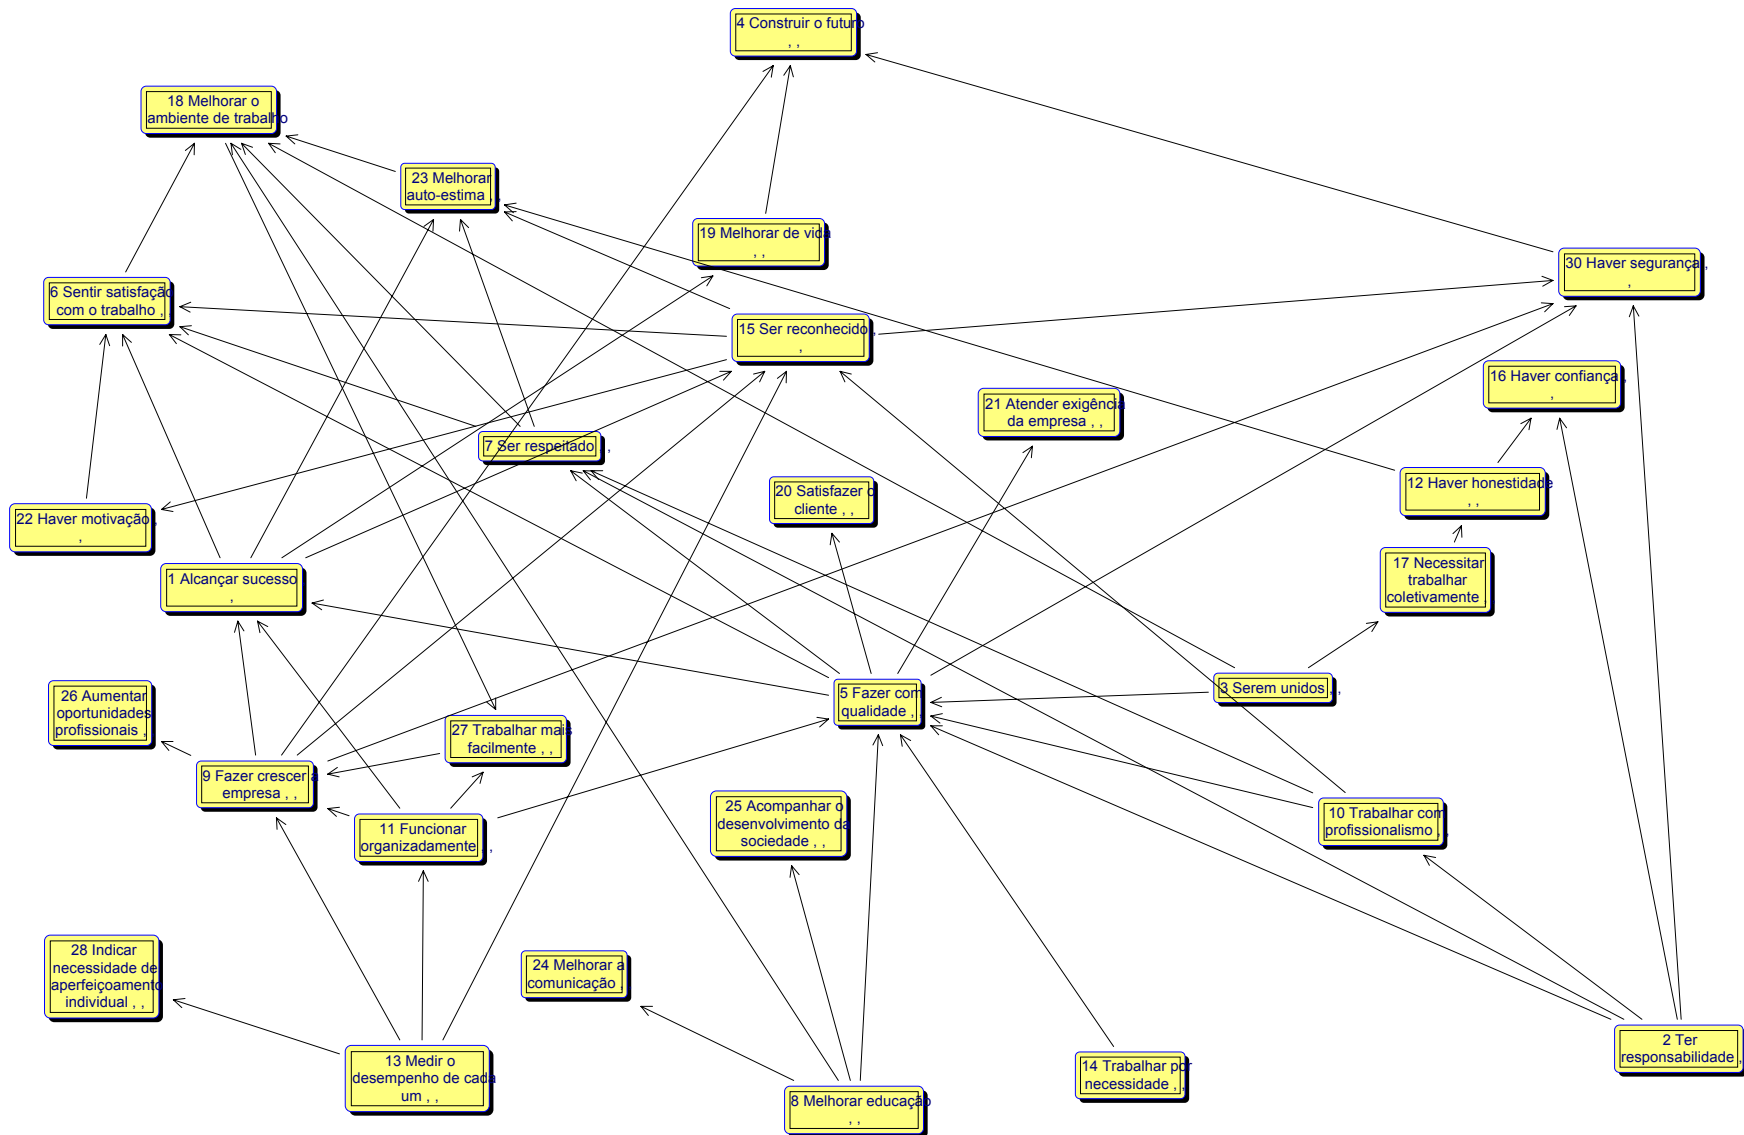 4 Construir o futuro
, ,
18 Melhorar o
ambiente de trabalho
23 Melhorar
auto-estima , ,
19 Melhorar de vida
, ,
30 Haver segurança ,
,
6 Sentir satisfação
com o trabalho , ,
15 Ser reconhecido ,
,
16 Haver confiança ,
,
21 Atender exigência
da empresa , ,
7 Ser respeitado , ,
12 Haver honestidade
, ,
20 Satisfazer o
cliente , ,
22 Haver motivação ,
,
17 Necessitar
trabalhar
coletivamente , ,
1 Alcançar sucesso
,
26 Aumentar
oportunidades
profissionais ,
5 Fazer com
qualidade , ,
3 Serem unidos , ,
27 Trabalhar mais
facilmente , ,
9 Fazer crescer a
empresa , ,
25 Acompanhar o
desenvolvimento da
sociedade , ,
10 Trabalhar com
profissionalismo , ,
11 Funcionar
organizadamente , ,
28 Indicar
necessidade de
aperfeiçoamento
individual , ,
24 Melhorar a
comunicação ,
2 Ter
responsabilidade ,
13 Medir o
desempenho de cada
um , ,
14 Trabalhar por
necessidade , ,
8 Melhorar educação
, ,